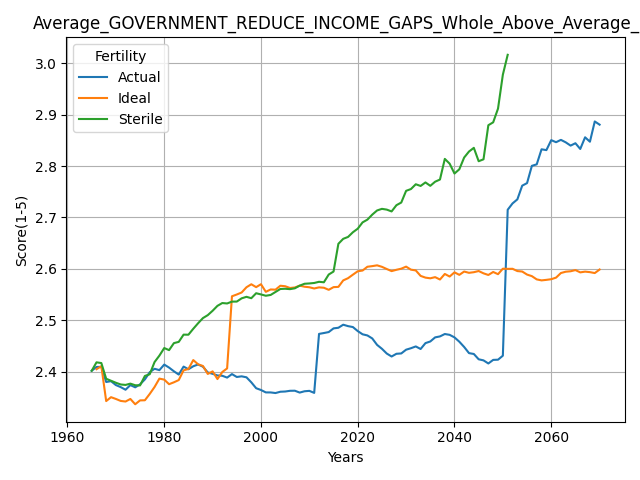 Average_GOVERNMENT_REDUCE_INCOME_GAPS_Whole_Above_Average_
Fertility
Actual
Ideal
Sterile
Score(1-5)
3.0
2.9
2.8
2.7
2.6
2.5
2.4
1960 1980 2000 2020 2040 2060
Years